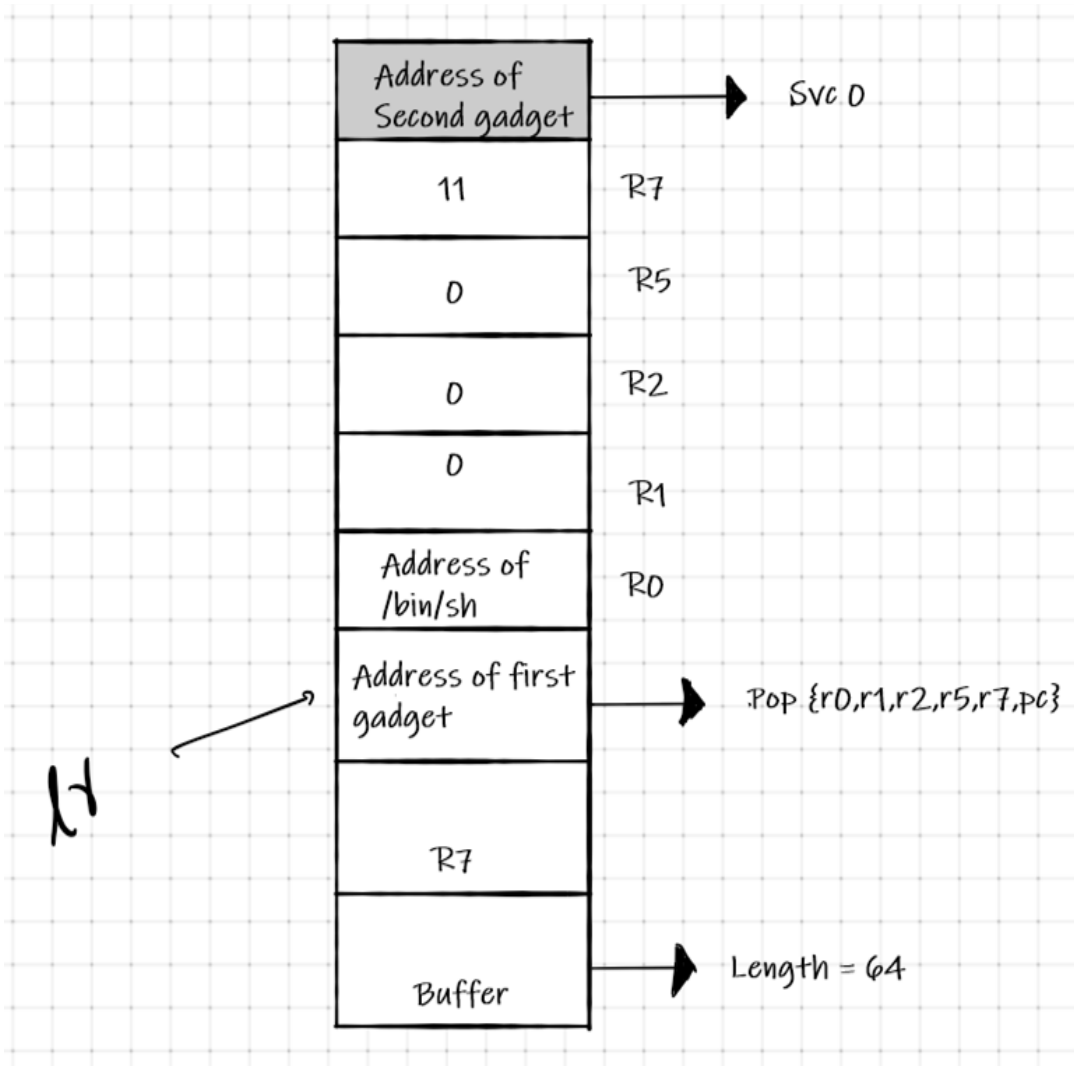 Address of
Second gadget
Svc 0
11
R7
0
R5
0
R2
0
R1
Address of
/bin/sh
R0
Address of first
gadget
Pop {r0,r1,r2,r5,r7,pc}
lr
R7
Buffer
Length = 64